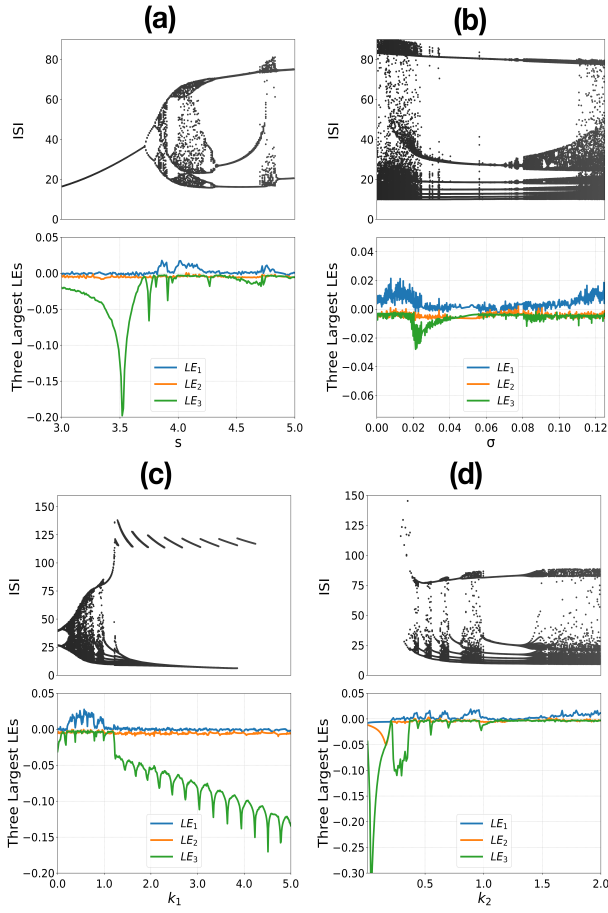 (a)
ISI
80
60
40
20
0
Three Largest LEs
0.05
0.00
−0.05
−0.10
−0.15
−0.20
3.0 3.5 4.0 4.5 5.0
s
LE1
LE2
LE3
(b)
ISI
80
60
40
20
0
Three Largest LEs
0.04
0.02
0.00
−0.02
−0.04
−0.06
0.00 0.02 0.04 0.06 0.08 0.10 0.12
σ
LE1
LE2
LE3
(c)
ISI
150
125
100
75
50
25
0
Three Largest LEs
0.05
0.00
−0.05
−0.10
−0.15
−0.20
0.0 1.0 2.0 3.0 4.0 5.0
k1
LE1
LE2
LE3
(d)
ISI
150
125
100
75
50
25
0
Three Largest LEs
0.05
0.00
−0.05
−0.10
−0.15
−0.20
−0.25
−0.30
0.5 1.0 1.5 2.0
k2
LE1
LE2
LE3